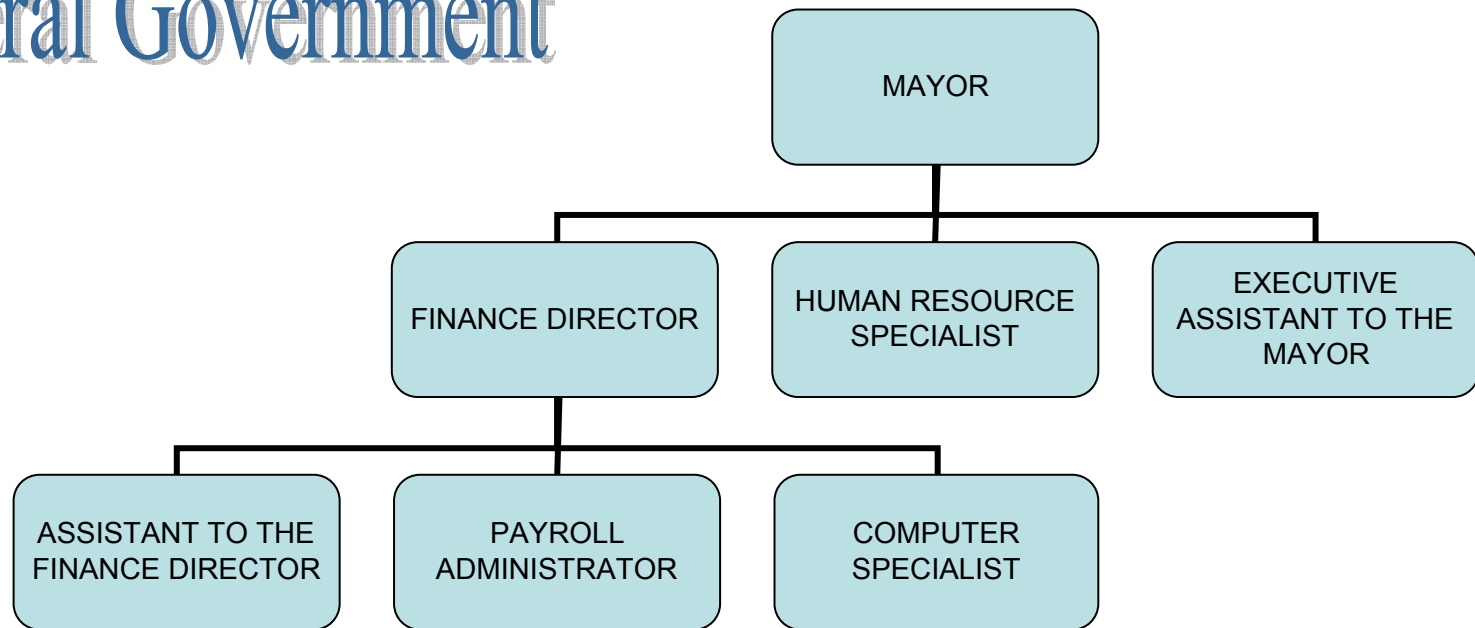 Government
MAYOR
FINANCE DIRECTOR
HUMAN RESOURCE
SPECIALIST
EXECUTIVE
ASSISTANT TO THE
MAYOR
ASSISTANT TO THE
FINANCE DIRECTOR
PAYROLL
ADMINISTRATOR
COMPUTER
SPECIALIST